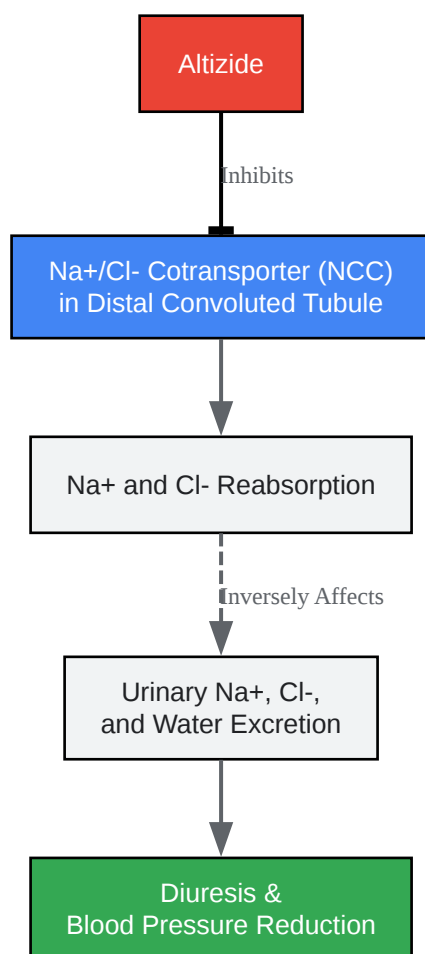 Altizide
Inhibits
Na+/Cl- Cotransporter (NCC)
in Distal Convoluted Tubule
Na+ and Cl- Reabsorption
Inversely Affects
Urinary Na+, Cl-,
and Water Excretion
Diuresis &
Blood Pressure Reduction